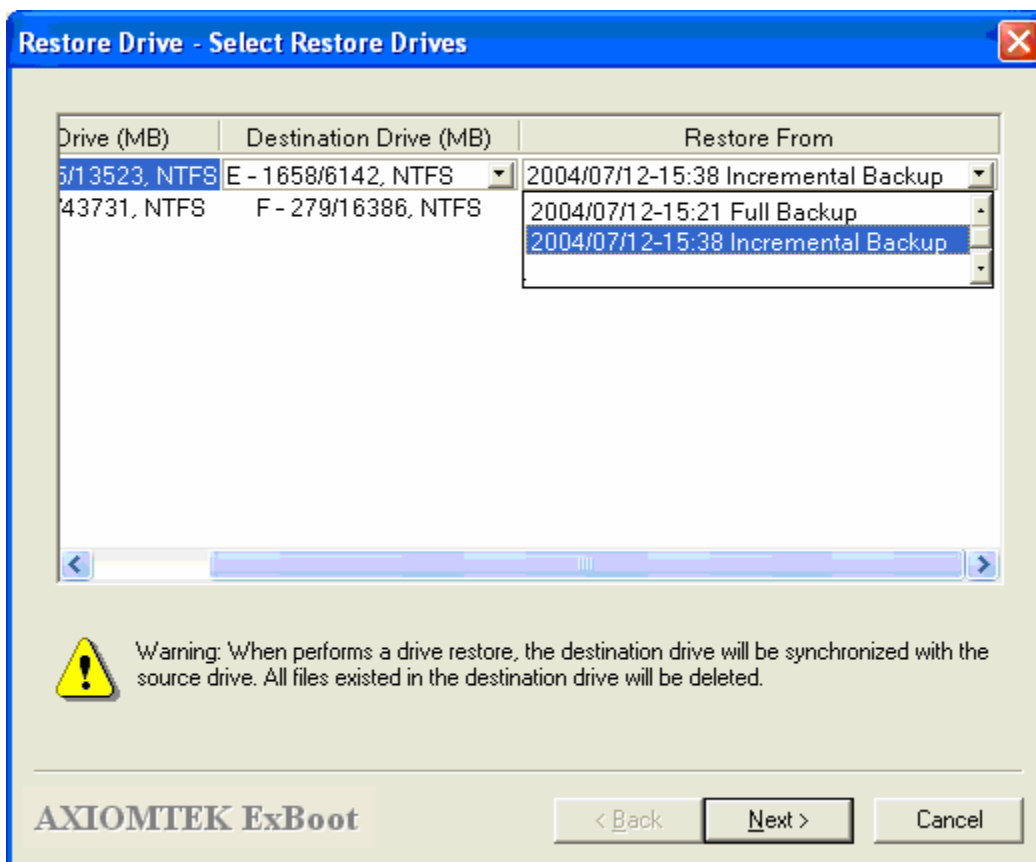 Restore Drive - Select Restore Drives
Drive (MB) Destination Drive (MB) Restore From
5/13523, NTFS E - 1658/6142, NTFS 2004/07/12-15:38 Incremental Backup
/43731, NTFS F - 279/16386, NTFS 2004/07/12-15:21 Full Backup
2004/07/12-15:38 Incremental Backup
Warning: When performs a drive restore, the destination drive will be synchronized with the
source drive. All files existed in the destination drive will be deleted.
AXIOMTEK ExBoot < Back Next > Cancel